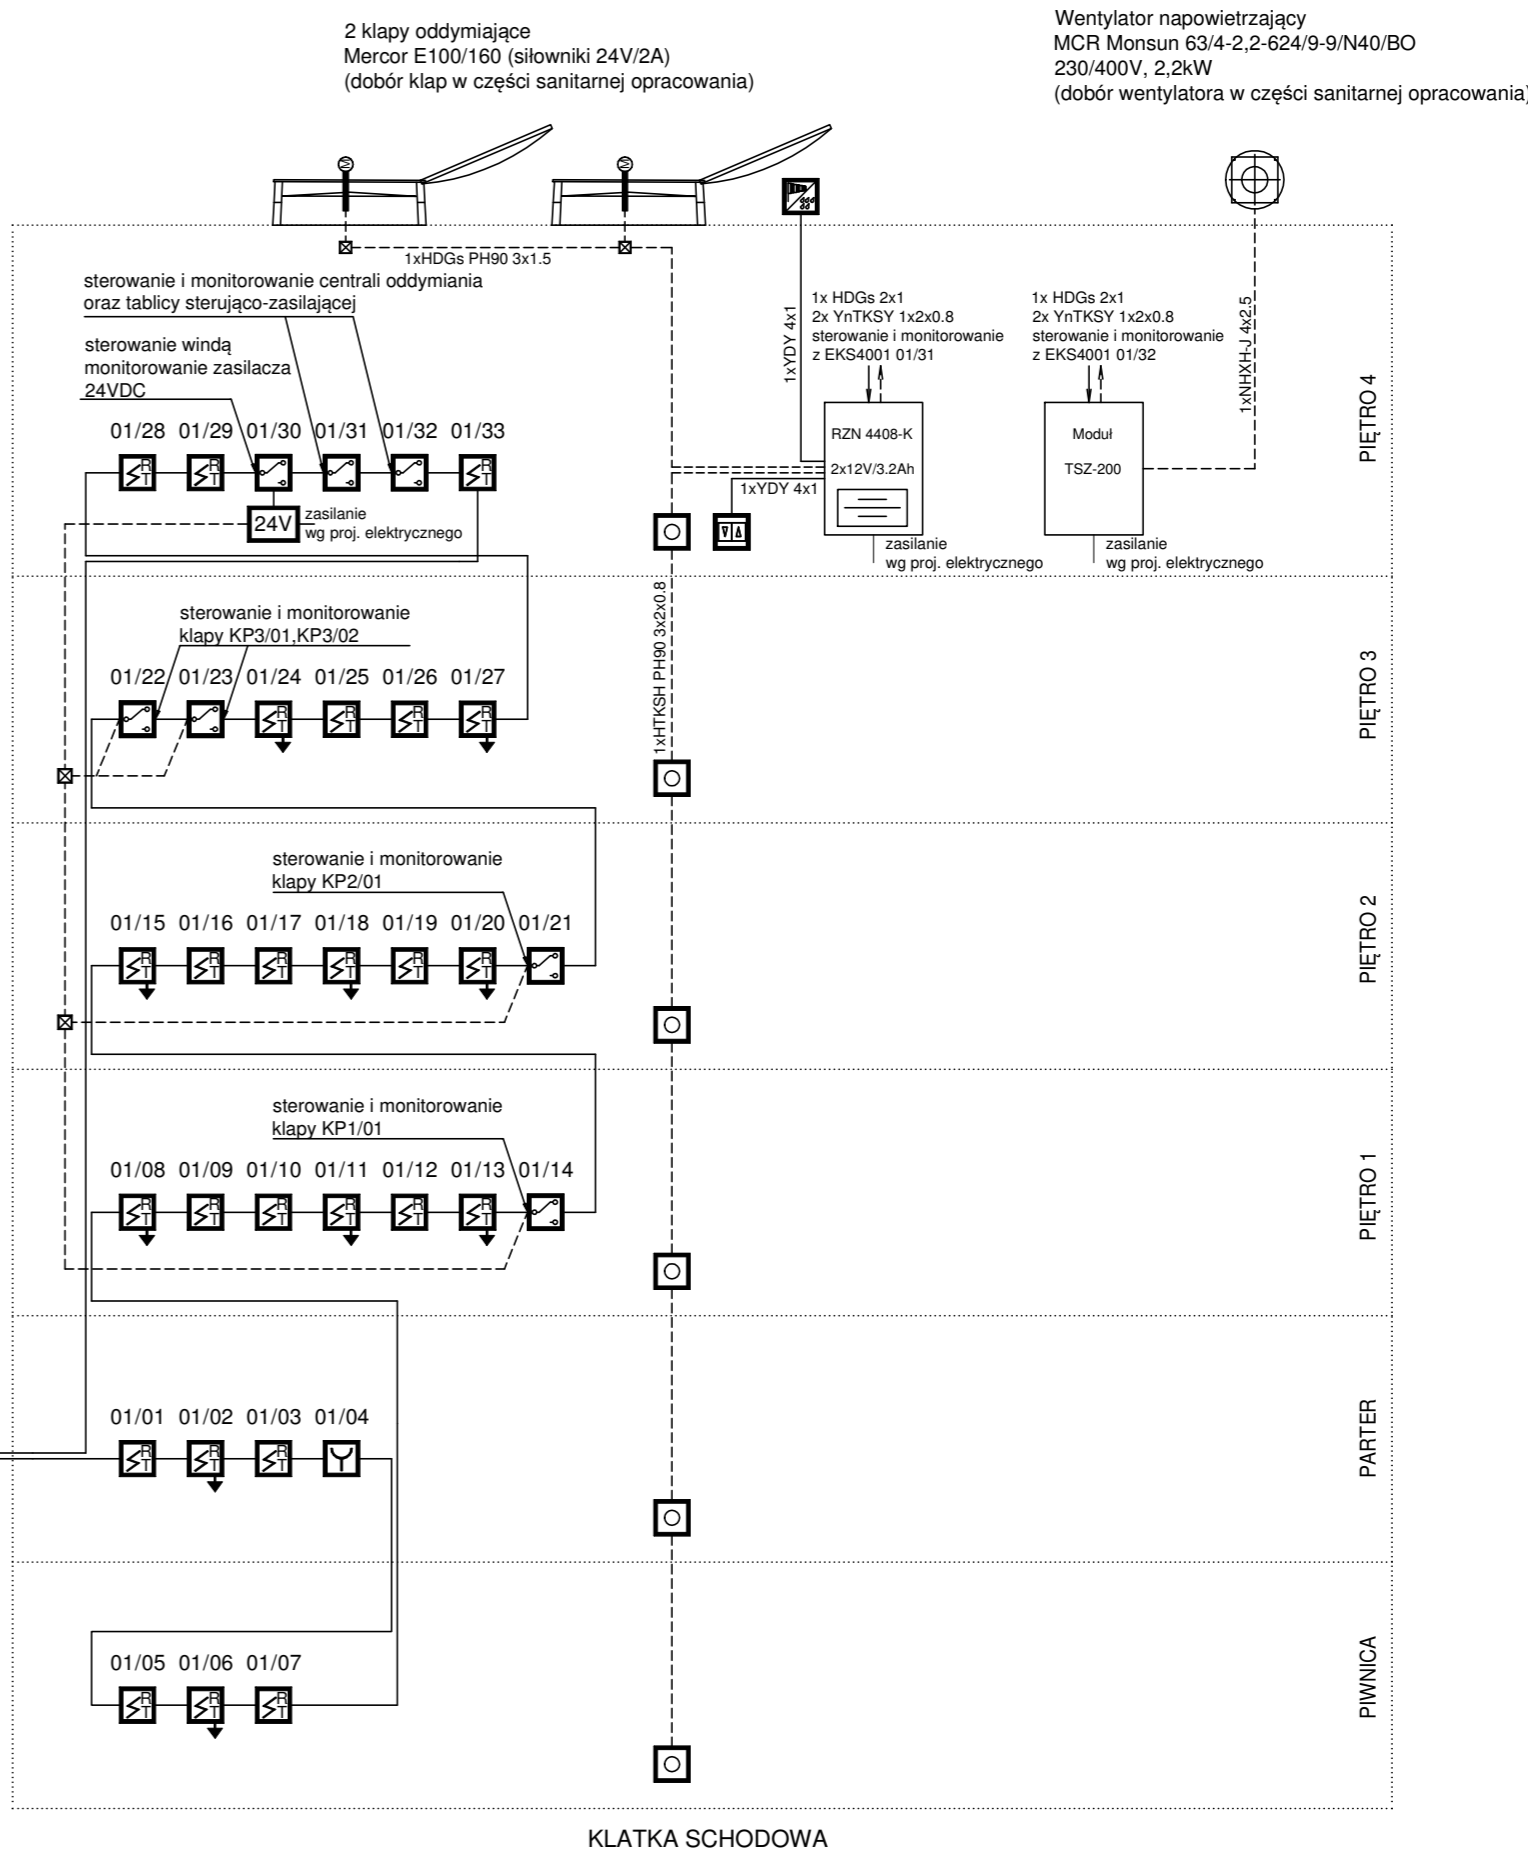 2 klapy oddymiające
Mercor E100/160 (siłowniki 24V/2A)
(dobór klap w części sanitarnej opracowania)
Wentylator napowietrzający
MCR Monsun 63/4-2,2-624/9-9/N40/BO
230/400V, 2,2kW
(dobór wentylatora w części sanitarnej opracowania)
M
M
1xHDGs PH90 3x1.5
sterowanie i monitorowanie centrali oddymiania
oraz tablicy sterująco-zasilającej
sterowanie windą
monitorowanie zasilacza
24VDC
1xYDY 4x1
1x HDGs 2x1
2x YnTKSY 1x2x0.8
sterowanie i monitorowanie
z EKS4001 01/31
1x HDGs 2x1
2x YnTKSY 1x2x0.8
sterowanie i monitorowanie
z EKS4001 01/32
1xNHXH-J 4x2.5
PIĘTRO 4
01/28 01/29 01/30 01/31 01/32 01/33
R T R T R T
24V
zasilanie
wg proj. elektrycznego
RZN 4408-K
2x12V/3.2Ah
1xYDY 4x1
zasilanie
wg proj. elektrycznego
Moduł
TSZ-200
zasilanie
wg proj. elektrycznego
sterowanie i monitorowanie
klapy KP3/01,KP3/02
1xHTKSH PH90 3x2x0.8
PIĘTRO 3
01/22 01/23 01/24 01/25 01/26 01/27
R T R T R T R T
sterowanie i monitorowanie
klapy KP2/01
PIĘTRO 2
01/15 01/16 01/17 01/18 01/19 01/20 01/21
R T R T R T R T R T R T
sterowanie i monitorowanie
klapy KP1/01
PIĘTRO 1
01/08 01/09 01/10 01/11 01/12 01/13 01/14
R T R T R T R T R T R T
PARTER
01/01 01/02 01/03 01/04
R T R T R T
PIWNICA
01/05 01/06 01/07
R T R T R T
KLATKA SCHODOWA